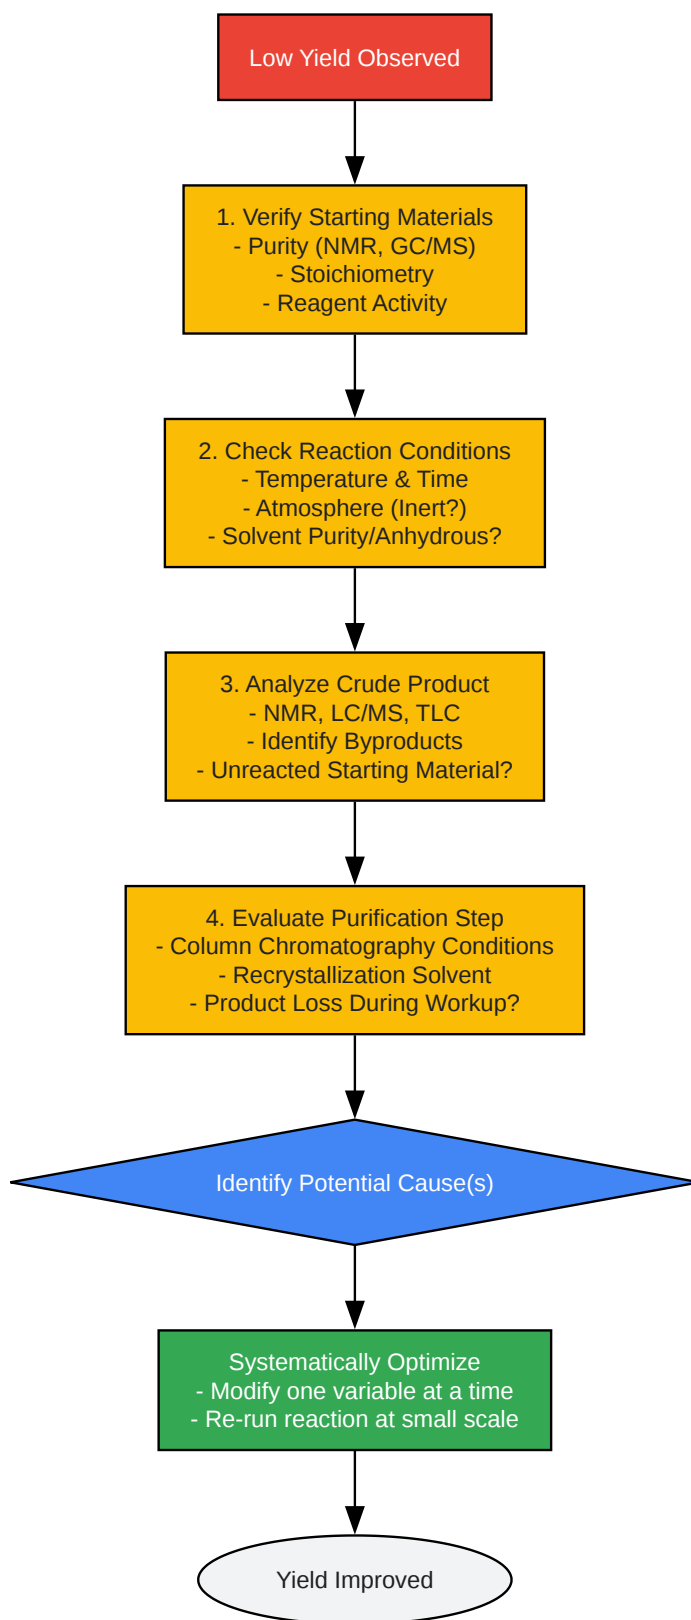 Low Yield Observed
1. Verify Starting Materials
- Purity (NMR, GC/MS)
- Stoichiometry
- Reagent Activity
2. Check Reaction Conditions
- Temperature & Time
- Atmosphere (Inert?)
- Solvent Purity/Anhydrous?
3. Analyze Crude Product
- NMR, LC/MS, TLC
- Identify Byproducts
- Unreacted Starting Material?
4. Evaluate Purification Step
- Column Chromatography Conditions
- Recrystallization Solvent
- Product Loss During Workup?
Identify Potential Cause(s)
Systematically Optimize
- Modify one variable at a time
- Re-run reaction at small scale
Yield Improved